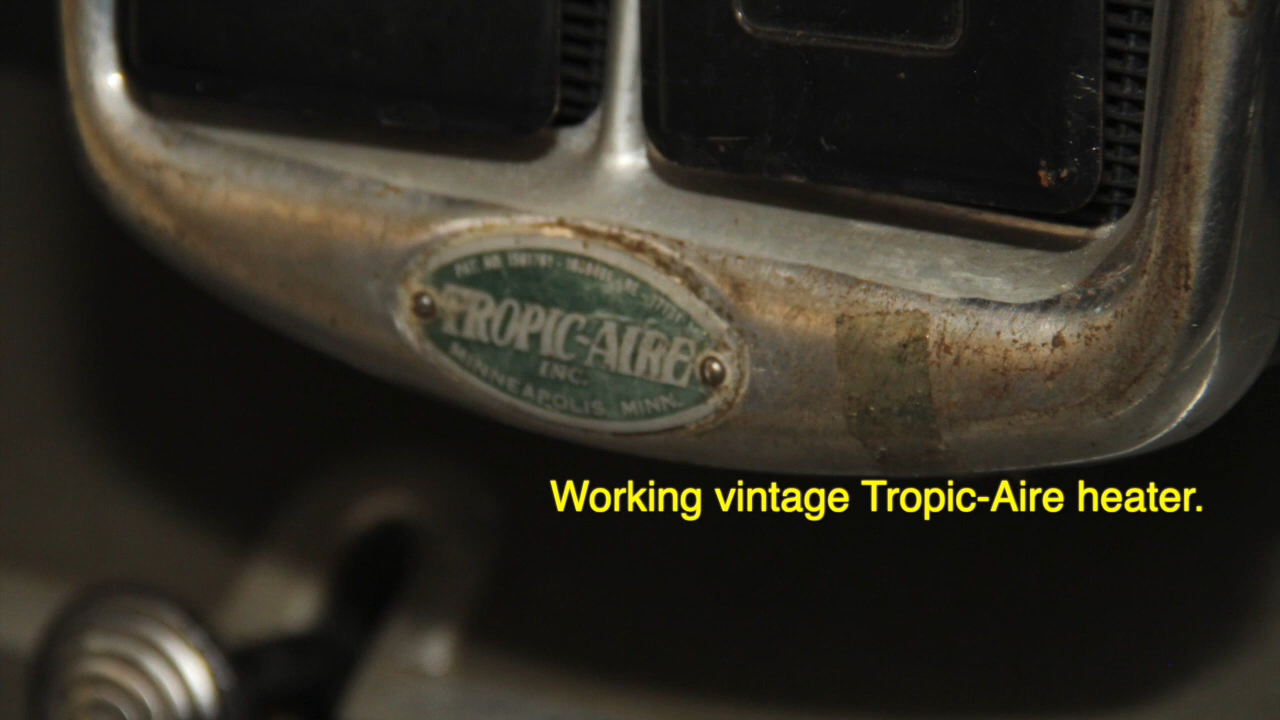 TROPIC-AIRE
INC.
MINNEAPOLIS, MINN.
Working vintage Tropic-Aire heater.